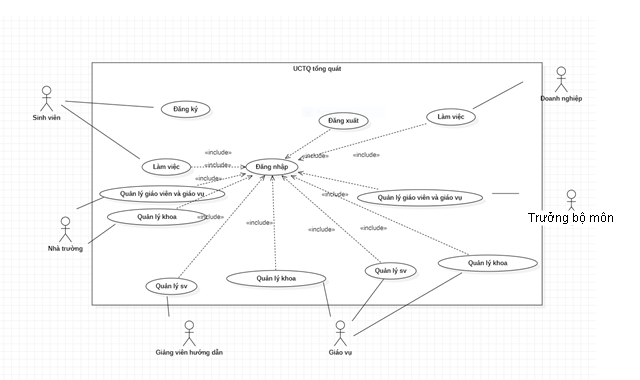 UCTQ tổng quát
Doanh nghiệp
Sinh viên
Đăng ký
Đăng xuất
Làm việc
«include»
«include»
«include»
Làm việc
«include»
Đăng nhập
Quản lý giáo viên và giáo vụ
Quản lý giáo viên và giáo vụ
«include»
Quản lý khoa
«include»
«include»
«include»
«include»
Trưởng bộ môn
Nhà trường
Quản lý khoa
Quản lý sv
Quản lý khoa
Quản lý sv
Giảng viên hướng dẫn
Giáo vụ